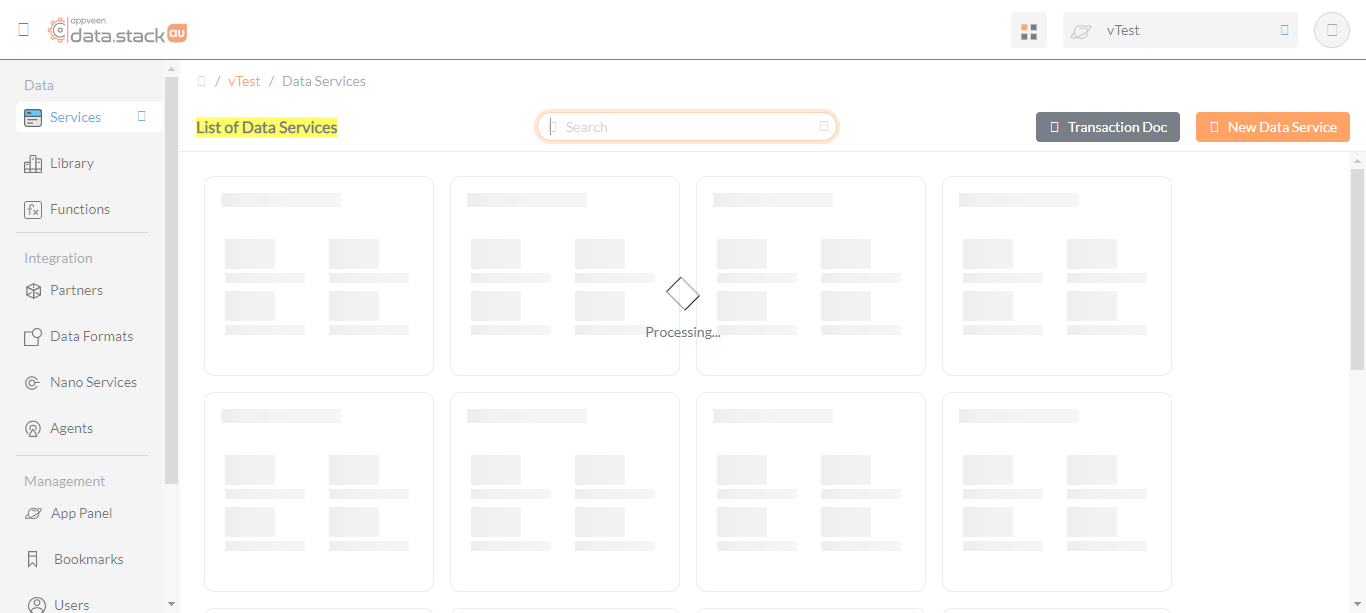 appveen
data.stack au
vTest
Data
/ vTest / Data Services
Services
List of Data Services
Search
Transaction Doc
New Data Service
Library
Functions
Integration
Partners
Data Formats
Processing...
Nano Services
Agents
Management
App Panel
Bookmarks
Users